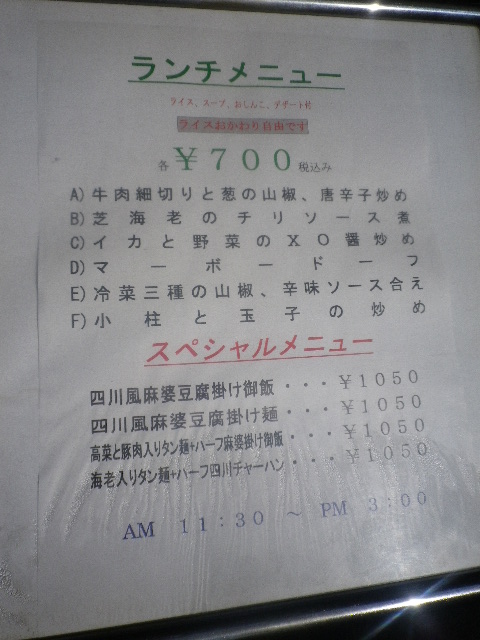 ランチメニュー
ライス、スープ、おしんこ、デザート付
ライスおかわり自由です
各￥７００税込み
A) 牛肉細切りと葱の山椒、唐辛子炒め
B) 芝海老のチリソース煮
C) イカと野菜のＸＯ醤炒め
D) マーボードーフ
E) 冷菜三種の山椒、辛味ソース合え
F) 小柱と玉子の炒め
スペシャルメニュー
四川風麻婆豆腐掛け御飯・・・￥１０５０
四川風麻婆豆腐掛け麺・・・￥１０５０
高菜と豚肉入りタン麺+ハーフ麻婆掛け御飯・・・￥１０５０
海老入りタン麺+ハーフ四川チャーハン・・・￥１０５０
AM １１：３０ ～ PM ３：００